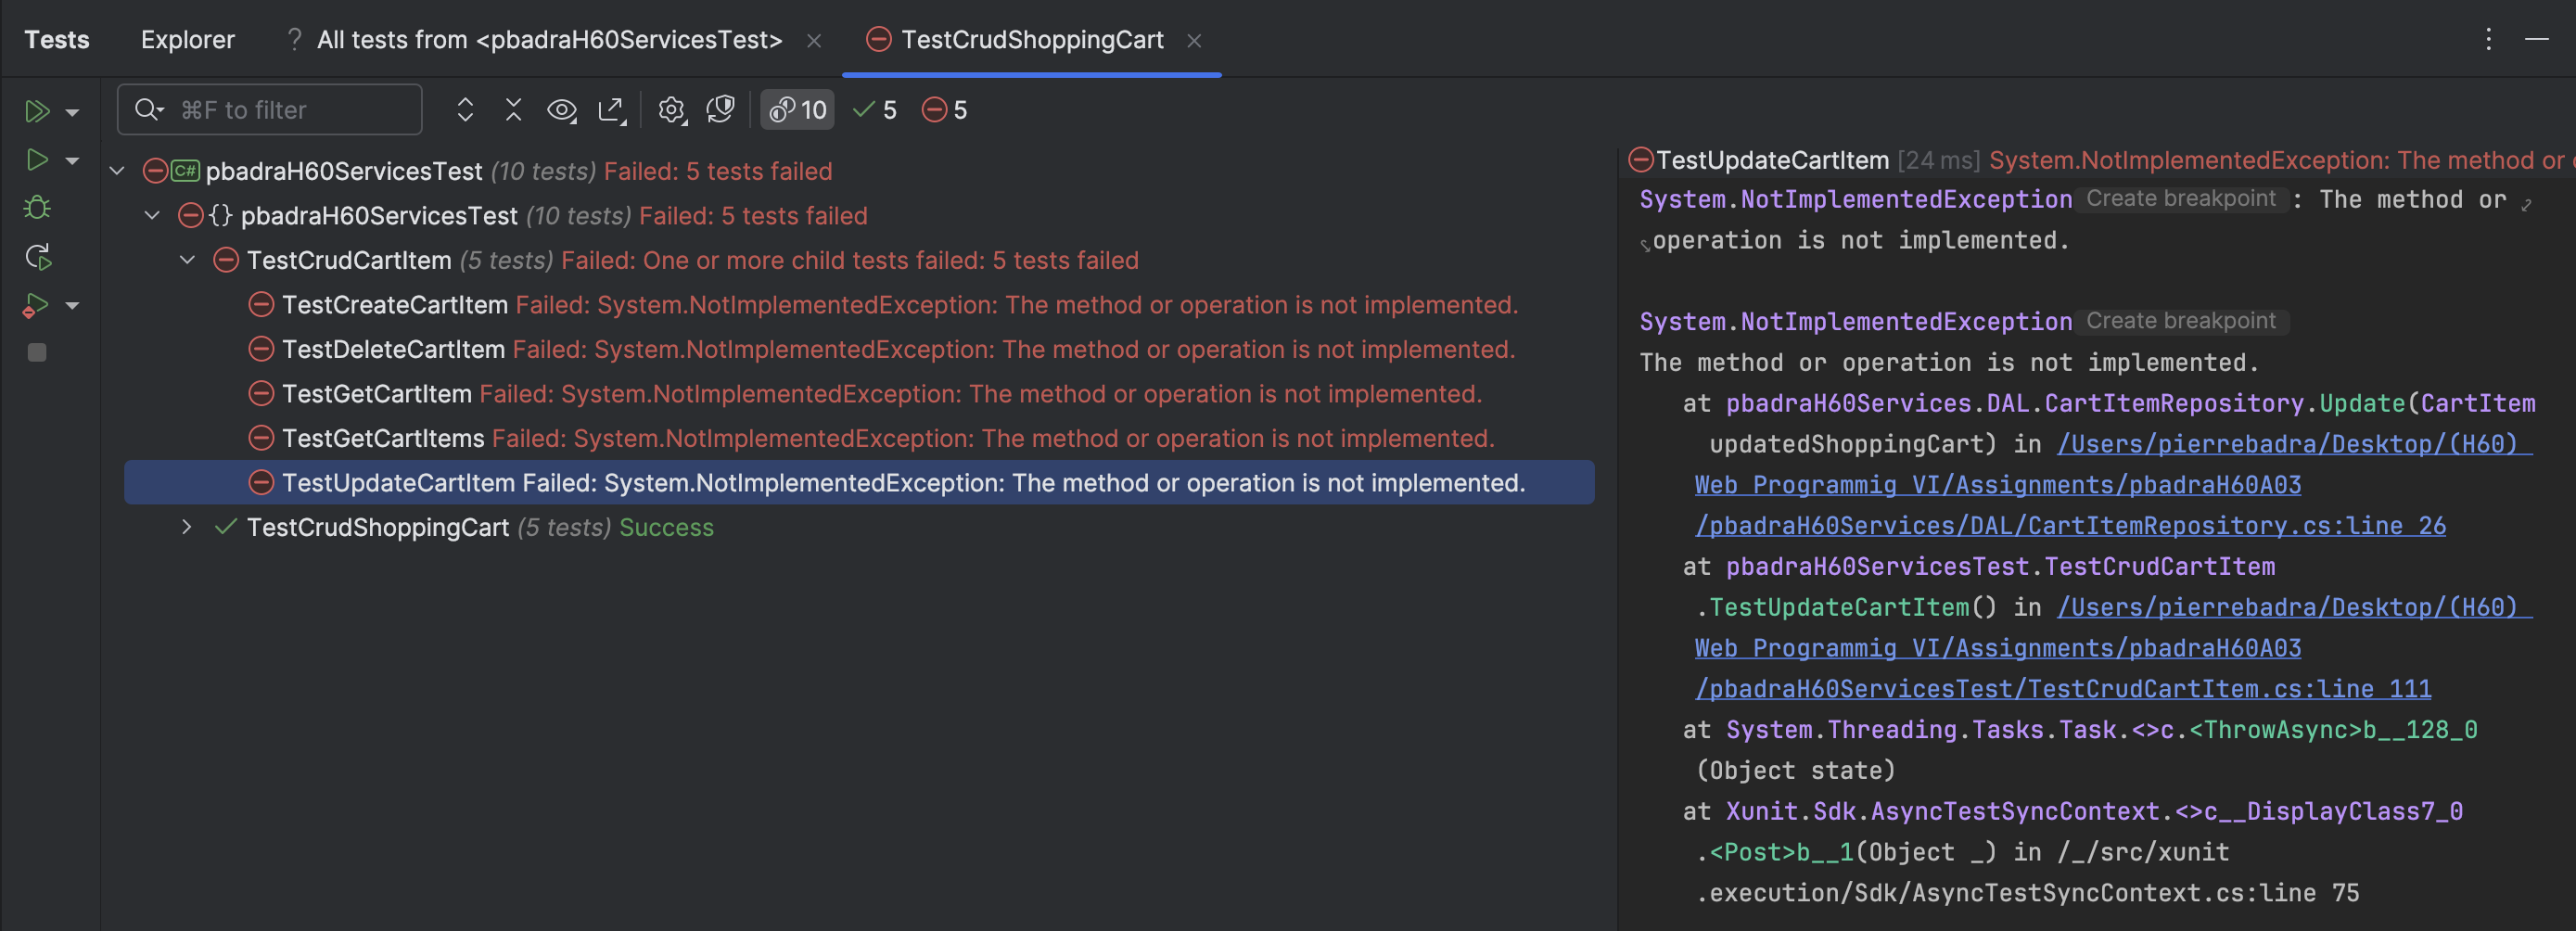 Tests Explorer ? All tests from <pbadraH60ServicesTest> × TestCrudShoppingCart ×
⌘F to filter 10 5 5
C# pbadraH60ServicesTest (10 tests) Failed: 5 tests failed
{} pbadraH60ServicesTest (10 tests) Failed: 5 tests failed
TestCrudCartItem (5 tests) Failed: One or more child tests failed: 5 tests failed
TestCreateCartItem Failed: System.NotImplementedException: The method or operation is not implemented.
TestDeleteCartItem Failed: System.NotImplementedException: The method or operation is not implemented.
TestGetCartItem Failed: System.NotImplementedException: The method or operation is not implemented.
TestGetCartItems Failed: System.NotImplementedException: The method or operation is not implemented.
TestUpdateCartItem Failed: System.NotImplementedException: The method or operation is not implemented.
TestCrudShoppingCart (5 tests) Success
TestUpdateCartItem [24 ms] System.NotImplementedException: The method or
System.NotImplementedException Create breakpoint : The method or
operation is not implemented.
System.NotImplementedException Create breakpoint
The method or operation is not implemented.
at pbadraH60Services.DAL.CartItemRepository.Update(CartItem
updatedShoppingCart) in /Users/pierrebadra/Desktop/(H60)
Web Programmig VI/Assignments/pbadraH60A03
/pbadraH60Services/DAL/CartItemRepository.cs:line 26
at pbadraH60ServicesTest.TestCrudCartItem
.TestUpdateCartItem() in /Users/pierrebadra/Desktop/(H60)
Web Programmig VI/Assignments/pbadraH60A03
/pbadraH60ServicesTest/TestCrudCartItem.cs:line 111
at System.Threading.Tasks.Task.<>c.<ThrowAsync>b__128_0
(Object state)
at Xunit.Sdk.AsyncTestSyncContext.<>c__DisplayClass7_0
.<Post>b__1(Object _) in /_/src/xunit
.execution/Sdk/AsyncTestSyncContext.cs:line 75